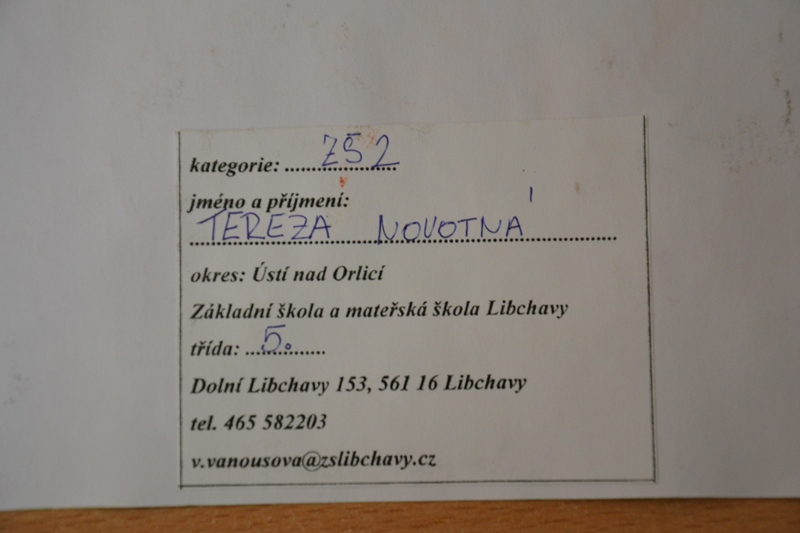 kategorie: ZŠ2
jméno a příjmení:
TEREZA NOVOTNÁ
okres: Ústí nad Orlicí
Základní škola a mateřská škola Libchavy
třída: 5.
Dolní Libchavy 153, 561 16 Libchavy
tel. 465 582203
v.vanousova@zslibchavy.cz